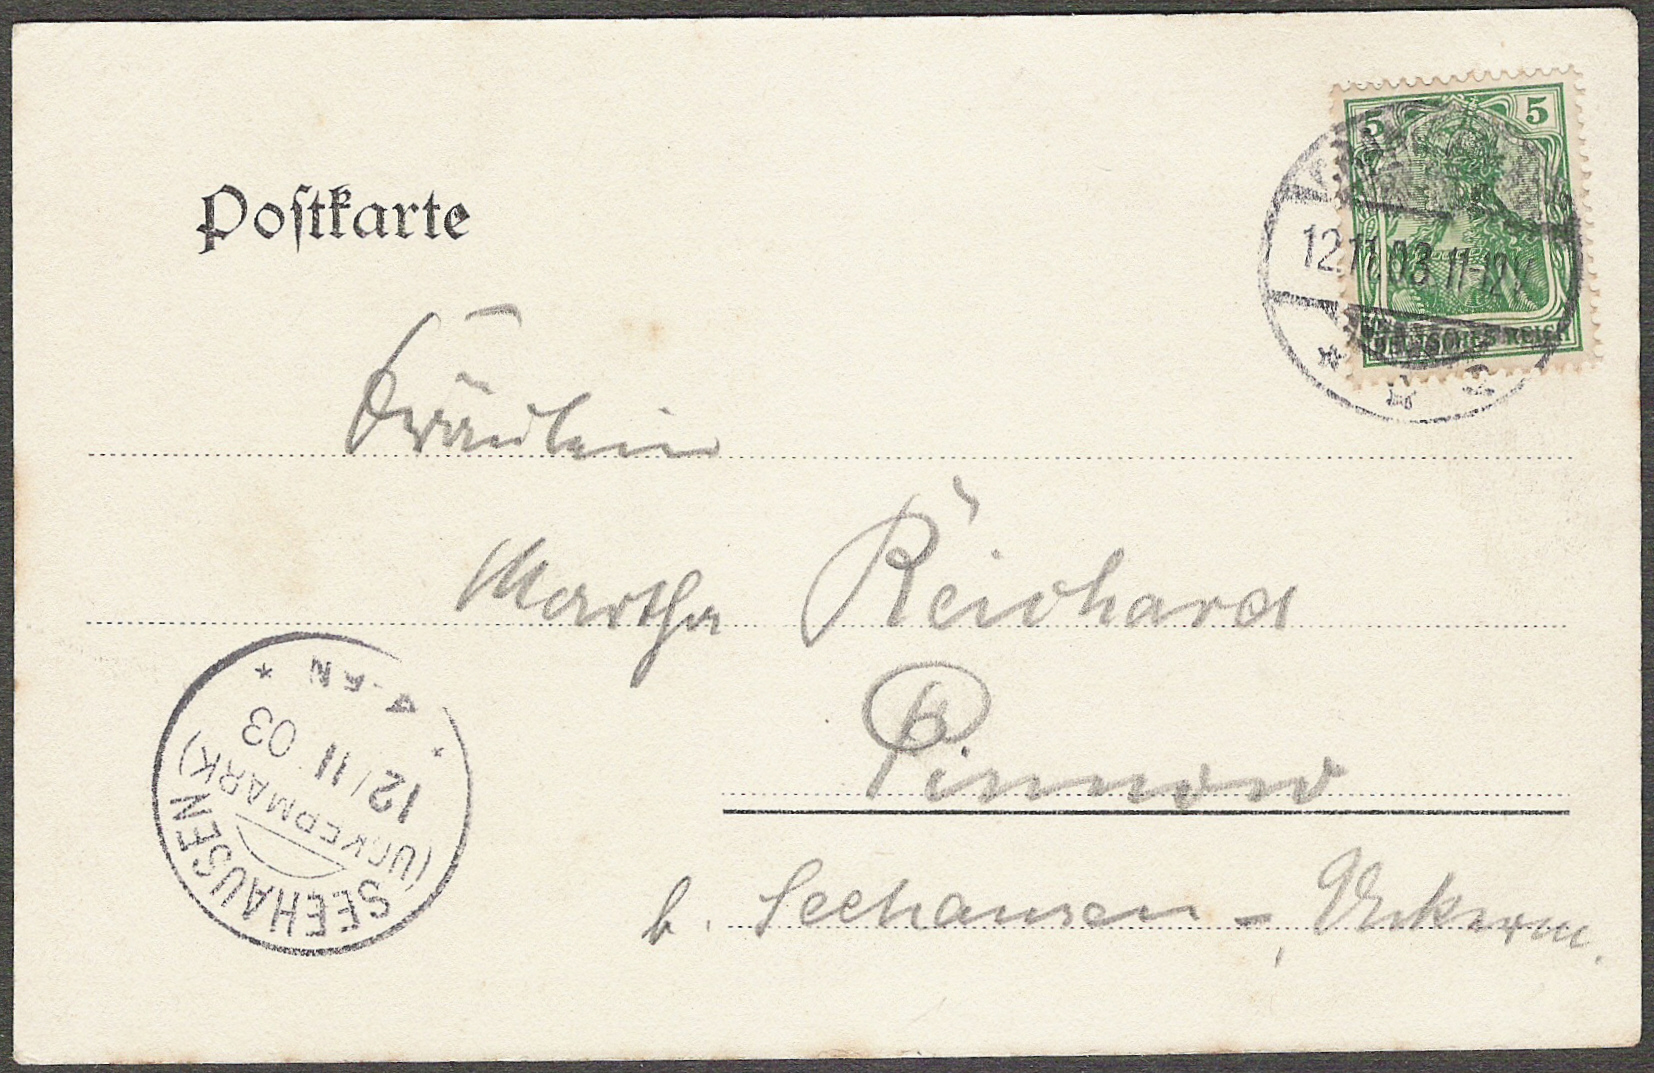 Postkarte
5 5
12.11.03.11-12V.
DEUTSCHES REICH
Fräulein
Martha Reinhard
Pinnow
b. Seehausen - Uckerm.
SEEHAUSEN
(UCKERMARK)
12/11 03
4-5N